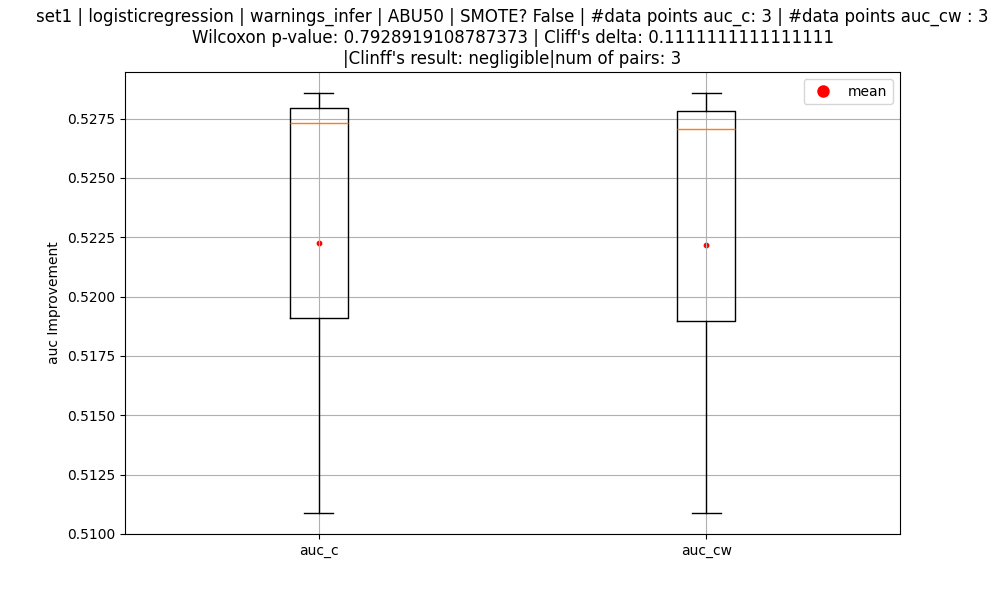 set1 | logisticregression | warnings_infer | ABU50 | SMOTE? False | #data points auc_c: 3 | #data points auc_cw : 3
Wilcoxon p-value: 0.7928919108787373 | Cliff's delta: 0.1111111111111111
|Clinff's result: negligible|num of pairs: 3
mean
0.5275
0.5250
0.5225
0.5200
0.5175
0.5150
0.5125
0.5100
auc Improvement
auc_c
auc_cw